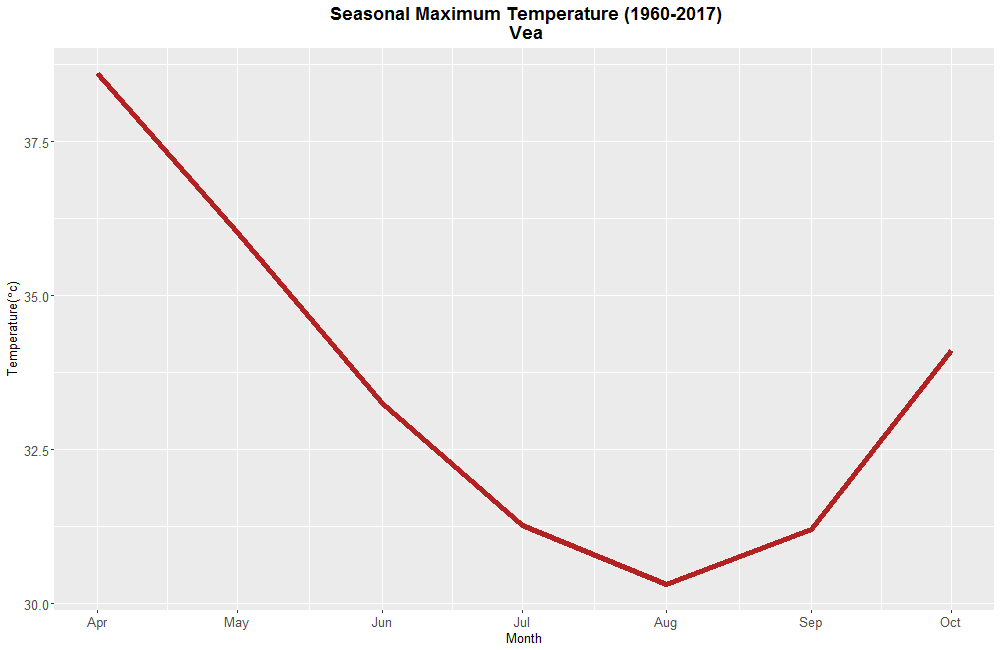 Seasonal Maximum Temperature (1960-2017)
Vea
Temperature(°c)
37.5
35.0
32.5
30.0
Apr May Jun Jul Aug Sep Oct
Month